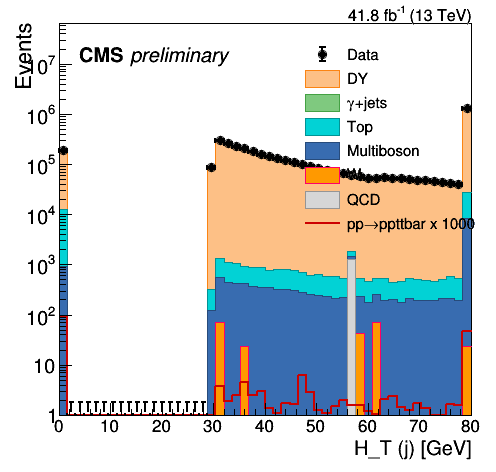 41.8 fb⁻¹ (13 TeV)
Events
CMS preliminary
Data
DY
γ+jets
Top
Multiboson
QCD
pp→ppttbar x 1000
10⁷
10⁶
10⁵
10⁴
10³
10²
10
1
0 10 20 30 40 50 60 70 80
H_T (j) [GeV]